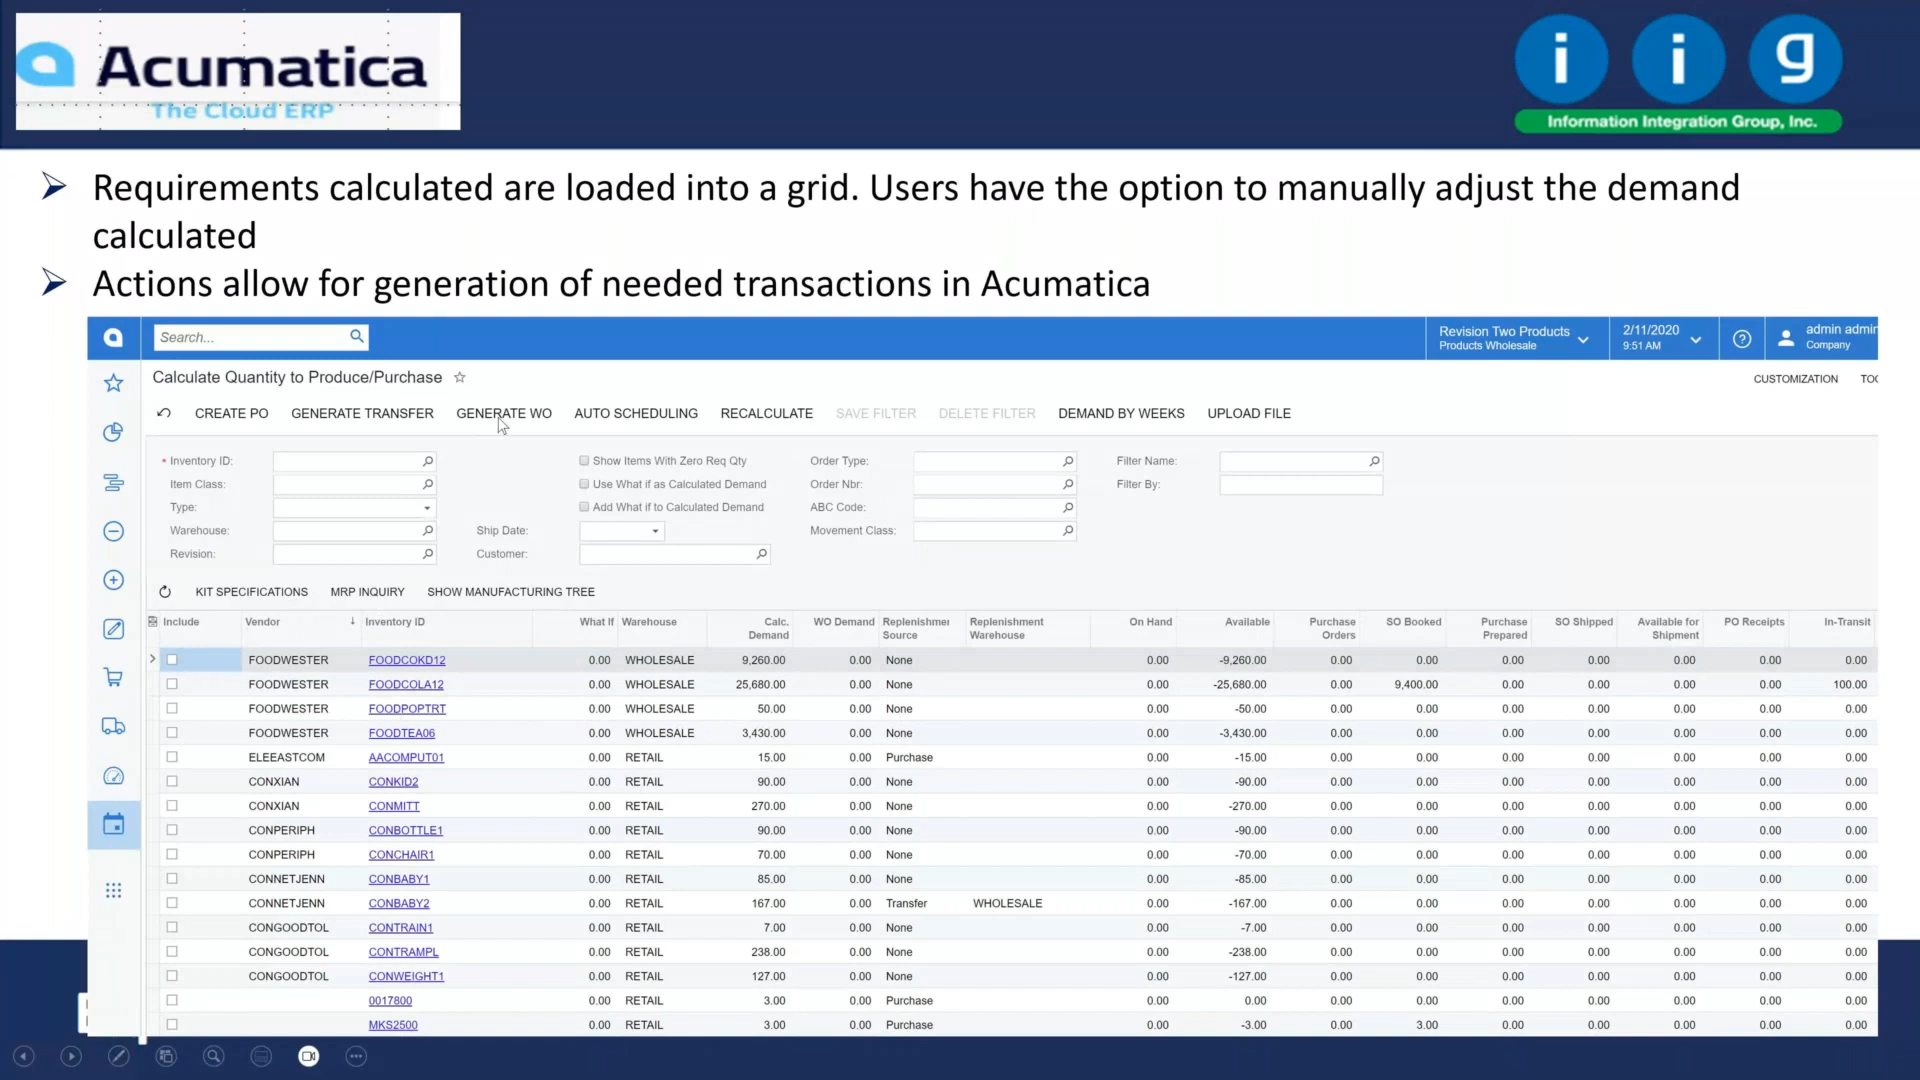 Acumatica
The Cloud ERP
i i g
Information Integration Group, Inc.
Requirements calculated are loaded into a grid. Users have the option to manually adjust the demand
calculated
Actions allow for generation of needed transactions in Acumatica
Search...
Revision Two Products
Products Wholesale
2/11/2020
9:51 AM
admin admin
Company
Calculate Quantity to Produce/Purchase
CUSTOMIZATION
CREATE PO GENERATE TRANSFER GENERATE WO AUTO SCHEDULING RECALCULATE SAVE FILTER DELETE FILTER DEMAND BY WEEKS UPLOAD FILE
* Inventory ID: Show Items With Zero Req Qty Order Type: Filter Name:
Item Class: Use What if as Calculated Demand Order Nbr: Filter By:
Type: Add What if to Calculated Demand ABC Code:
Warehouse: Ship Date: Movement Class:
Revision: Customer:
KIT SPECIFICATIONS MRP INQUIRY SHOW MANUFACTURING TREE
Include Vendor Inventory ID What If Warehouse Calc. Demand WO Demand Replenishmer Source Replenishment Warehouse On Hand Available Purchase Orders SO Booked Purchase Prepared SO Shipped Available for Shipment PO Receipts In-Transit
FOODWESTER FOODCOKD12 0.00 WHOLESALE 9,260.00 0.00 None 0.00 -9,260.00 0.00 0.00 0.00 0.00 0.00 0.00 0.00
FOODWESTER FOODCOLA12 0.00 WHOLESALE 25,680.00 0.00 None 0.00 -25,680.00 0.00 9,400.00 0.00 0.00 0.00 0.00 100.00
FOODWESTER FOODPOPTRT 0.00 WHOLESALE 50.00 0.00 None 0.00 -50.00 0.00 0.00 0.00 0.00 0.00 0.00 0.00
FOODWESTER FOODTEA06 0.00 WHOLESALE 3,430.00 0.00 None 0.00 -3,430.00 0.00 0.00 0.00 0.00 0.00 0.00 0.00
ELEEASTCOM AACOMPUT01 0.00 RETAIL 15.00 0.00 Purchase 0.00 -15.00 0.00 0.00 0.00 0.00 0.00 0.00 0.00
CONXIAN CONKID2 0.00 RETAIL 90.00 0.00 None 0.00 -90.00 0.00 0.00 0.00 0.00 0.00 0.00 0.00
CONXIAN CONMITT 0.00 RETAIL 270.00 0.00 None 0.00 -270.00 0.00 0.00 0.00 0.00 0.00 0.00 0.00
CONPERIPH CONBOTTLE1 0.00 RETAIL 90.00 0.00 None 0.00 -90.00 0.00 0.00 0.00 0.00 0.00 0.00 0.00
CONPERIPH CONCHAIR1 0.00 RETAIL 70.00 0.00 None 0.00 -70.00 0.00 0.00 0.00 0.00 0.00 0.00 0.00
CONNETJENN CONBABY1 0.00 RETAIL 85.00 0.00 None 0.00 -85.00 0.00 0.00 0.00 0.00 0.00 0.00 0.00
CONNETJENN CONBABY2 0.00 RETAIL 167.00 0.00 Transfer WHOLESALE 0.00 -167.00 0.00 0.00 0.00 0.00 0.00 0.00 0.00
CONGOODTOL CONTRAIN1 0.00 RETAIL 7.00 0.00 None 0.00 -7.00 0.00 0.00 0.00 0.00 0.00 0.00 0.00
CONGOODTOL CONTRAMPL 0.00 RETAIL 238.00 0.00 None 0.00 -238.00 0.00 0.00 0.00 0.00 0.00 0.00 0.00
CONGOODTOL CONWEIGHT1 0.00 RETAIL 127.00 0.00 None 0.00 -127.00 0.00 0.00 0.00 0.00 0.00 0.00 0.00
0017800 0.00 RETAIL 3.00 0.00 Purchase 0.00 0.00 0.00 0.00 0.00 0.00 0.00 0.00 0.00
MKS2500 0.00 RETAIL 3.00 0.00 Purchase 0.00 -3.00 0.00 3.00 0.00 0.00 0.00 0.00 0.00